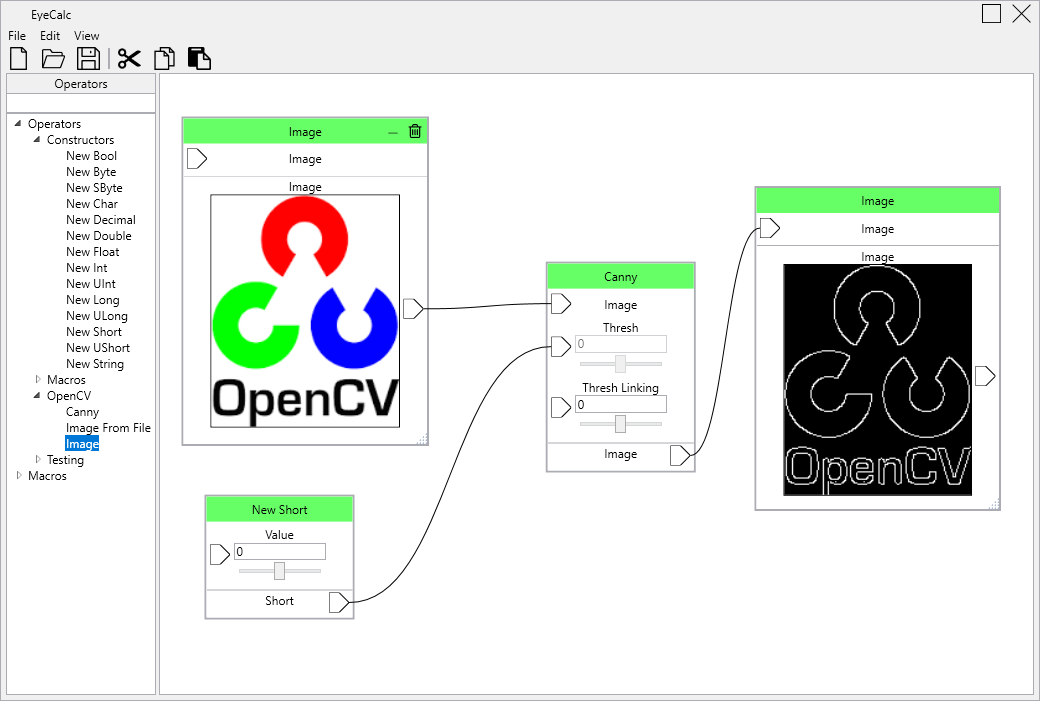 EyeCalc
File Edit View
Operators
Operators
Constructors
New Bool
New Byte
New SByte
New Char
New Decimal
New Double
New Float
New Int
New UInt
New Long
New ULong
New Short
New UShort
New String
Macros
OpenCV
Canny
Image From File
Image
Testing
Macros
Image
Image
Image
OpenCV
New Short
Value
0
Short
Canny
Image
Thresh
0
Thresh Linking
0
Image
Image
Image
Image
OpenCV